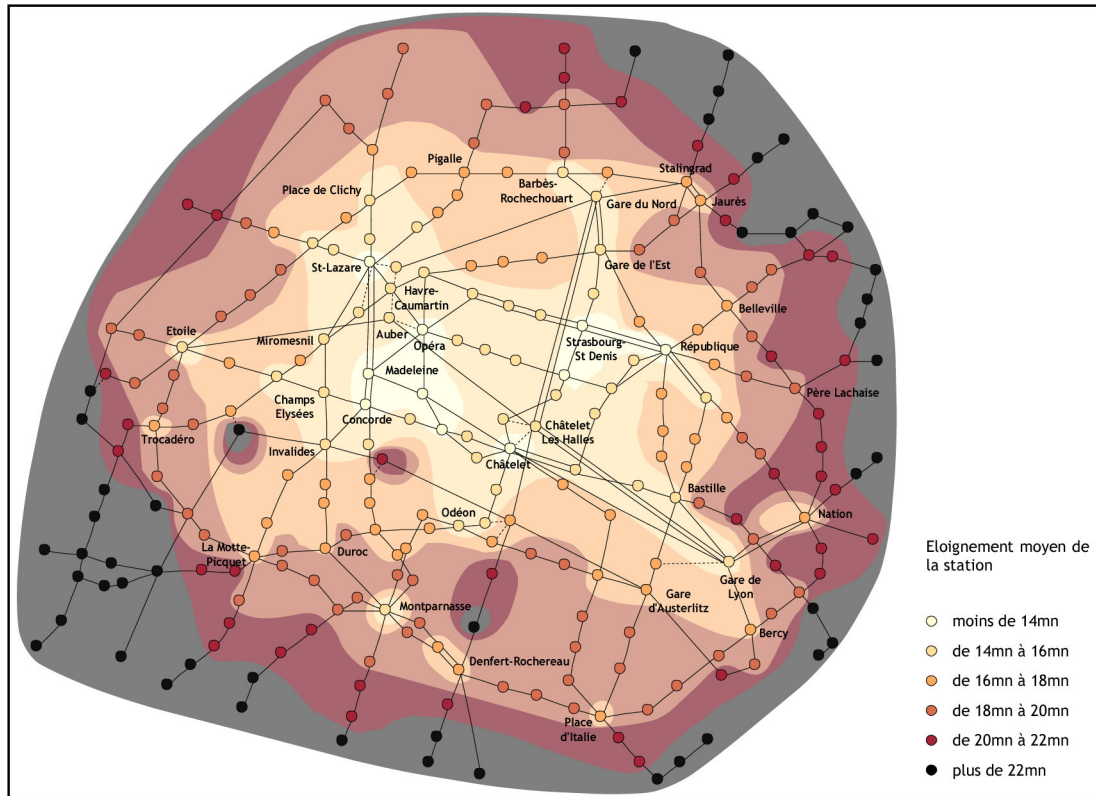 Pigalle
Stalingrad
Place de Clichy
Barbès-
Rochechouart
Gare du Nord
Jaurès
St-Lazare
Gare de l'Est
Havre-
Caumartin
Belleville
Etoile
Miromesnil
Auber
Opéra
Strasbourg-
St Denis
République
Madeleine
Champs
Elysées
Concorde
Père Lachaise
Trocadéro
Invalides
Châtelet
Les Halles
Châtelet
Bastille
Odéon
Nation
La Motte-
Picquet
Duroc
Gare de
Lyon
Montparnasse
Gare
d'Austerlitz
Bercy
Denfert-Rochereau
Place
d'Italie
Eloignement moyen de
la station
moins de 14mn
de 14mn à 16mn
de 16mn à 18mn
de 18mn à 20mn
de 20mn à 22mn
plus de 22mn